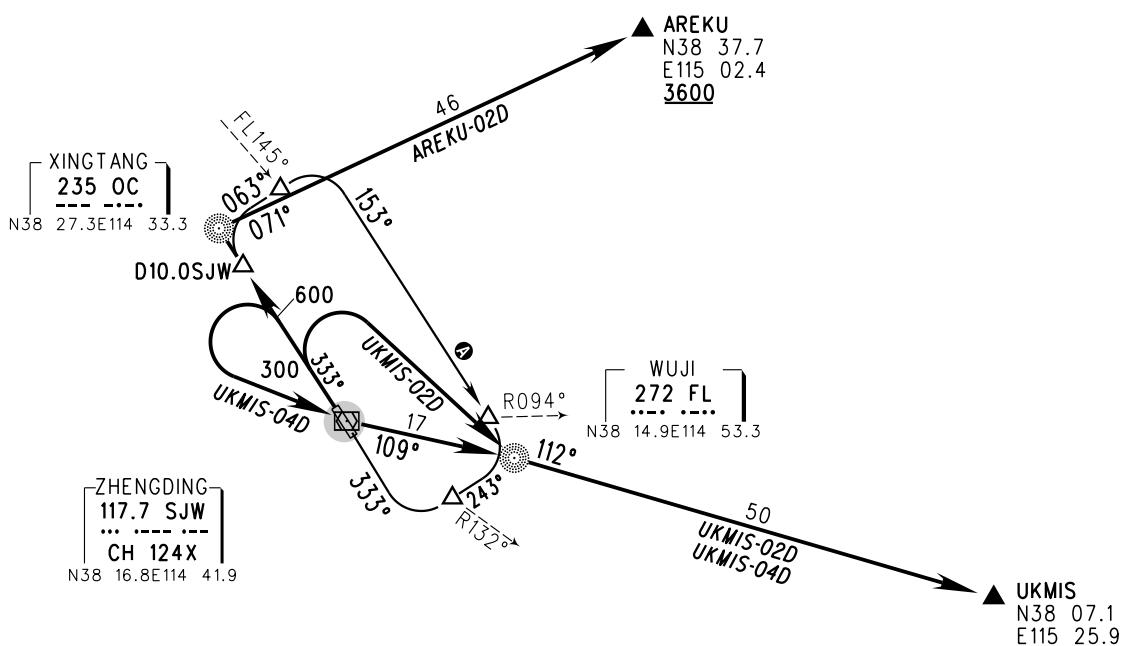 AREKU
N38 37.7
E115 02.4
3600
46
AREKU-02D
FL145°
XINGTANG
235 OC
N38 27.3E114 33.3
063°
071°
153°
D10.0SJW
600
300
333°
UKMIS-02D
UKMIS-04D
A
17
109°
R094°
WUJI
272 FL
N38 14.9E114 53.3
112°
333°
243°
R132°
ZHENGDING
117.7 SJW
CH 124X
N38 16.8E114 41.9
50
UKMIS-02D
UKMIS-04D
UKMIS
N38 07.1
E115 25.9